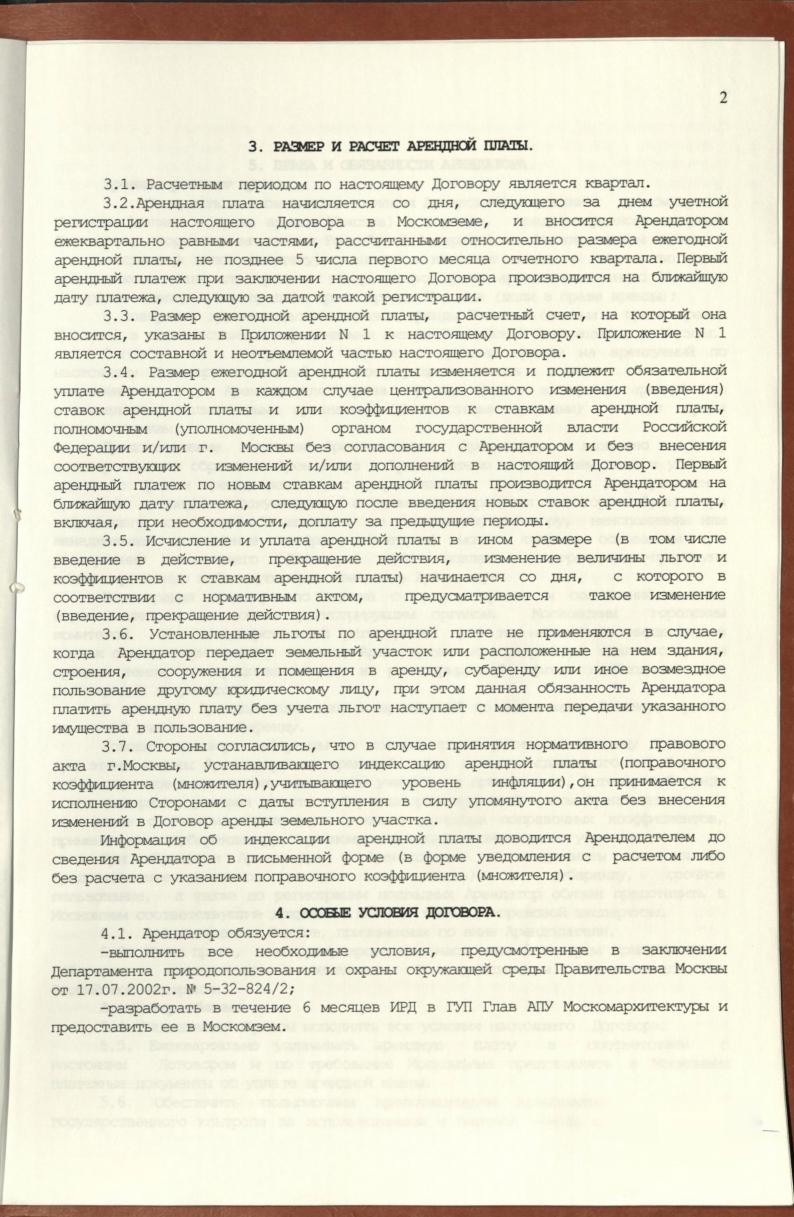 2
3. РАЗМЕР И РАСЧЕТ АРЕНДНОЙ ПЛАТЫ.
3.1. Расчетным периодом по настоящему Договору является квартал.
3.2.Арендная плата начисляется со дня, следующего за днем учетной
регистрации настоящего Договора в Москомземе, и вносится Арендатором
ежеквартально равными частями, рассчитанными относительно размера ежегодной
арендной платы, не позднее 5 числа первого месяца отчетного квартала. Первый
арендный платеж при заключении настоящего Договора производится на ближайшую
дату платежа, следующую за датой такой регистрации.
3.3. Размер ежегодной арендной платы, расчетный счет, на который она
вносится, указаны в Приложении N 1 к настоящему Договору. Приложение N 1
является составной и неотъемлемой частью настоящего Договора.
3.4. Размер ежегодной арендной платы изменяется и подлежит обязательной
уплате Арендатором в каждом случае централизованного изменения (введения)
ставок арендной платы и или коэффициентов к ставкам арендной платы,
полномочным (уполномоченным) органом государственной власти Российской
Федерации и/или г. Москвы без согласования с Арендатором и без внесения
соответствующих изменений и/или дополнений в настоящий Договор. Первый
арендный платеж по новым ставкам арендной платы производится Арендатором на
ближайшую дату платежа, следующую после введения новых ставок арендной платы,
включая, при необходимости, доплату за предыдущие периоды.
3.5. Исчисление и уплата арендной платы в ином размере (в том числе
введение в действие, прекращение действия, изменение величины льгот и
коэффициентов к ставкам арендной платы) начинается со дня, с которого в
соответствии с нормативным актом, предусматривается такое изменение
(введение, прекращение действия).
3.6. Установленные льготы по арендной плате не применяются в случае,
когда Арендатор передает земельный участок или расположенные на нем здания,
строения, сооружения и помещения в аренду, субаренду или иное возмездное
пользование другому юридическому лицу, при этом данная обязанность Арендатора
платить арендную плату без учета льгот наступает с момента передачи указанного
имущества в пользование.
3.7. Стороны согласились, что в случае принятия нормативного правового
акта г.Москвы, устанавливающего индексацию арендной платы (поправочного
коэффициента (множителя),учитывающего уровень инфляции),он принимается к
исполнению Сторонами с даты вступления в силу упомянутого акта без внесения
изменений в Договор аренды земельного участка.
Информация об индексации арендной платы доводится Арендодателем до
сведения Арендатора в письменной форме (в форме уведомления с расчетом либо
без расчета с указанием поправочного коэффициента (множителя).
4. ОСОБЫЕ УСЛОВИЯ ДОГОВОРА.
4.1. Арендатор обязуется:
-выполнить все необходимые условия, предусмотренные в заключении
Департамента природопользования и охраны окружающей среды Правительства Москвы
от 17.07.2002г. № 5-32-824/2;
-разработать в течение 6 месяцев ИРД в ГУП Глав АПУ Москомархитектуры и
предоставить ее в Москомзем.